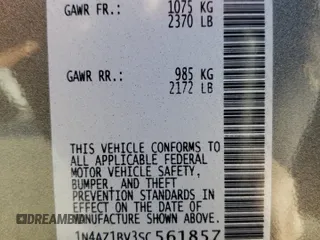 GAWR FR.: 1075 KG
2370 LB
GAWR RR.: 985 KG
2172 LB
THIS VEHICLE CONFORMS TO
ALL APPLICABLE FEDERAL
MOTOR VEHICLE SAFETY,
BUMPER, AND THEFT
PREVENTION STANDARDS IN
EFFECT ON THE DATE OF
MANUFACTURE SHOWN ABOVE.
1N4AZ1BV3SC561857
DREAMBID